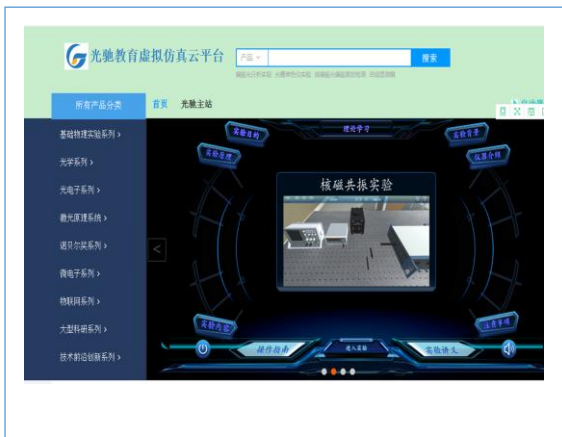 光驰教育虚拟仿真云平台
产品
搜索
所有产品分类 首页 光驰主站
基础物理实验系列 >
光学系列 >
光电子系列 >
激光原理系统 >
诺贝尔奖系列 >
微电子系列 >
物联网系列 >
大型科研系列 >
技术前沿创新系列 >
实验目的 理论学习 实验背景
实验原理 仪器介绍
核磁共振实验
实验内容 注意事项
操作指南 进入实验 实验讲义